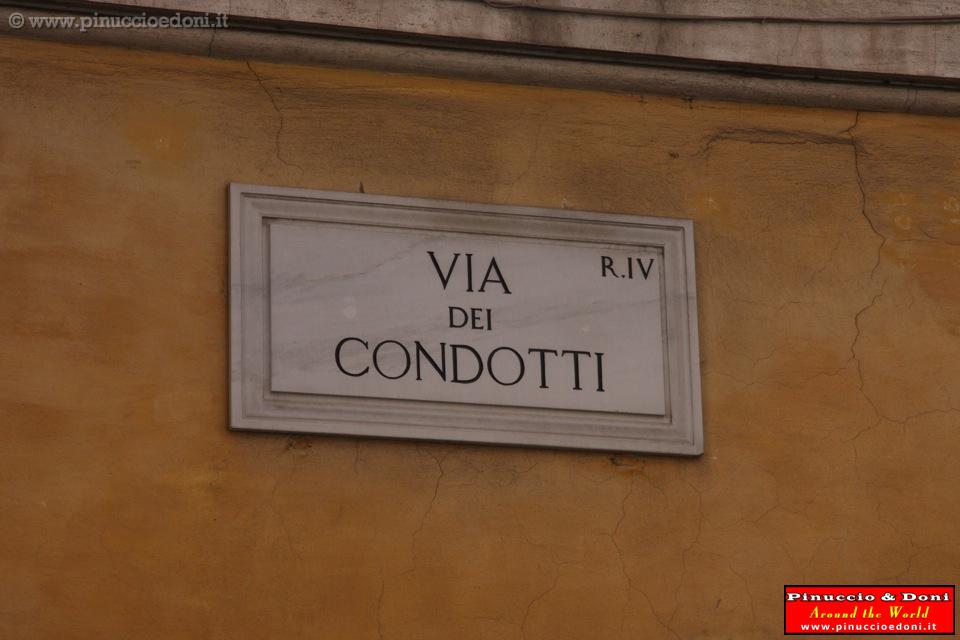 © www.pinuccioedoni.it
VIA R.IV
DEI
CONDOTTI
Pinuccio & Doni
Around the World
www.pinuccioedoni.it